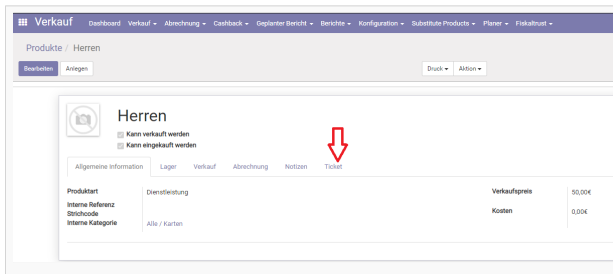 Verkauf Dashboard Verkauf Abrechnung Cashback Geplanter Bericht Berichte Konfiguration Substitute Products Planer Fiskaltrust
Produkte / Herren
Bearbeiten Anlegen Druck Aktion
Herren
Kann verkauft werden
Kann eingekauft werden
Allgemeine Information Lager Verkauf Abrechnung Notizen Ticket
Produktart Dienstleistung Verkaufspreis 50,00€
Interne Referenz
Strichcode Kosten 0,00€
Interne Kategorie Alle / Karten